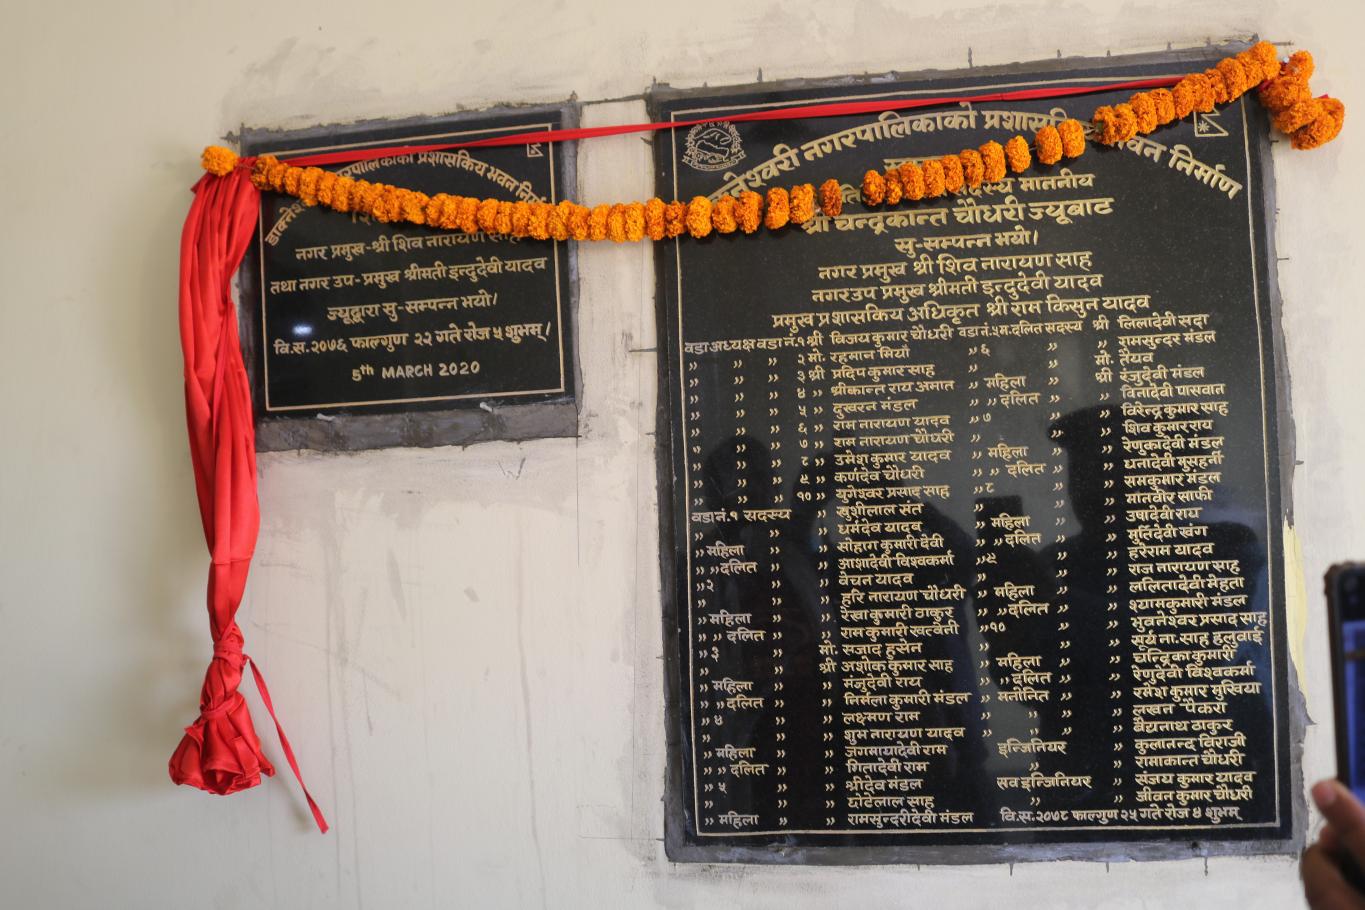 नगर प्रमुख-श्री शिव नारायण साह
तथा नगर उप-प्रमुख श्रीमती इन्दुदेवी यादव
ज्यूद्वारा सु-सम्पन्न भयो।
वि.स.२०७६ फाल्गुण २२ गते रोज ५ शुभम्।
5th MARCH 2020
नगरपालिकाको निर्माण
माननीय
श्री चन्द्रकान्त चौधरी ज्यूबाट
सु-सम्पन्न भयो।
नगर प्रमुख श्री शिव नारायण साह
नगरउप प्रमुख श्रीमती इन्दुदेवी यादव
प्रमुख प्रशासकिय अधिकृत श्री राम किसुन यादव
वडा अध्यक्ष वडा नं.१ श्री विजय कुमार चौधरी
,, ,, ,, २ मो. रहमान मियाँ
,, ,, ,, ३ श्री प्रदिप कुमार साह
,, ,, ,, ४ ,, श्रीकान्त राय अमात
,, ,, ,, ५ ,, दुखरन मंडल
,, ,, ,, ६ ,, राम नारायण यादव
,, ,, ,, ७ ,, राम नारायण चौधरी
,, ,, ,, ८ ,, उमेश कुमार यादव
,, ,, ,, ९ ,, कर्णदेव चौधरी
,, ,, ,, १० ,, युगेश्वर प्रसाद साह
वडा नं.१ सदस्य ,, खुशीलाल संत
,, ,, ,, धर्मदेव यादव
,, महिला ,, ,, सोहाग कुमारी देवी
,, ,, दलित ,, ,, आशादेवी विश्वकर्मा
,, २ ,, ,, वेचन यादव
,, ,, ,, हरि नारायण चौधरी
,, महिला ,, ,, रेखा कुमारी ठाकुर
,, ,, दलित ,, ,, राम कुमारी खत्वेनी
,, ३ ,, मो. सजाद हुसेन
,, ,, श्री अशोक कुमार साह
,, महिला ,, ,, मंजुदेवी राय
,, ,, दलित ,, ,, निर्मला कुमारी मंडल
,, ४ ,, ,, लक्ष्मण राम
,, ,, ,, शुभ नारायण यादव
,, महिला ,, ,, जगमायादेवी राम
,, ,, दलित ,, ,, गितादेवी राम
,, ५ ,, ,, श्रीदेव मंडल
,, ,, ,, छोटेलाल साह
,, महिला ,, ,, रामसुन्दरीदेवी मंडल
वडा नं.५ म.दलित सदस्य श्री लिलादेवी सदा
,, ६ ,, ,, रामसुन्दर मंडल
,, मो. तैयव
,, महिला श्री रंजुदेवी मंडल
,, ,, दलित ,, विनादेवी पासवान
,, ७ ,, विरेन्द्र कुमार साह
,, शिव कुमार राय
,, महिला ,, रेणुकादेवी मंडल
,, ,, दलित ,, धनादेवी मुसहर्नी
,, ८ ,, रामकुमार मंडल
,, ,, मानवीर साफी
,, महिला ,, उषादेवी राय
,, ,, दलित ,, मुर्तिदेवी खंग
,, ९ ,, ,, हरेराम यादव
,, ,, ,, राज नारायण साह
,, महिला ,, ,, ललितादेवी मेहता
,, ,, दलित ,, ,, श्यामकुमारी मंडल
,, १० ,, ,, भुवनेश्वर प्रसाद साह
,, ,, ,, सूर्य ना. साह हलुवाई
,, महिला ,, ,, चन्द्रिका कुमारी
,, ,, दलित ,, ,, रेणुदेवी विश्वकर्मा
,, मनोनित ,, ,, रमेश कुमार मुखिया
,, ,, ,, ,, लखन पैकरा
,, ,, ,, ,, बैद्यनाथ ठाकुर
इन्जिनियर ,, कुलानन्द विराजी
,, ,, रामाकान्त चौधरी
सव इन्जिनियर ,, संजय कुमार यादव
,, ,, जीवन कुमार चौधरी
वि.स.२०७८ फाल्गुण २५ गते रोज ४ शुभम्